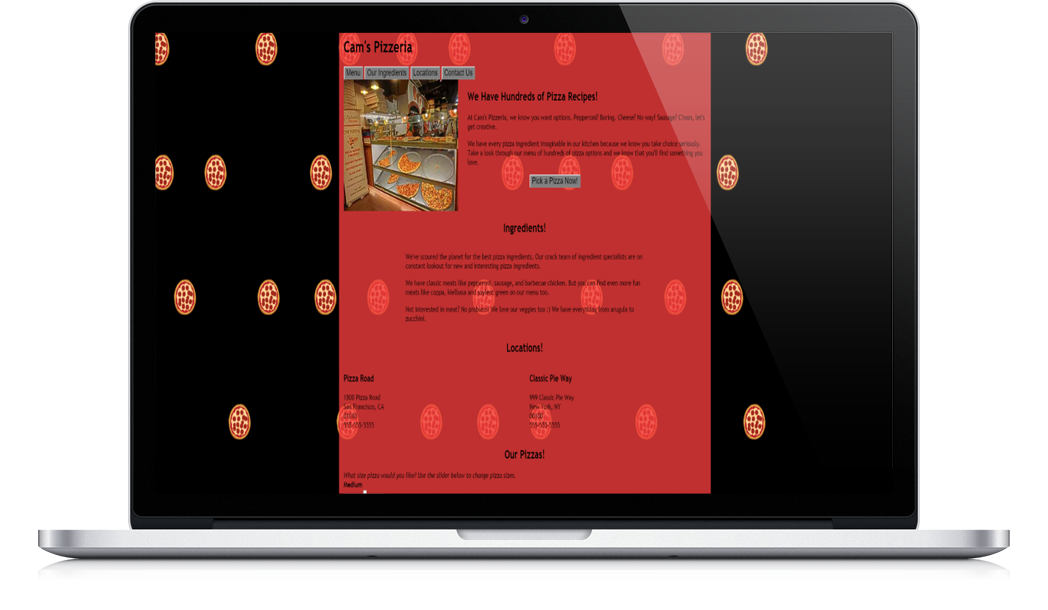 Cam's Pizzeria
Menu Our Ingredients Locations Contact Us
We Have Hundreds of Pizza Recipes!
At Cam's Pizzeria, we know you want options. Pepperoni? Boring. Cheese? No way! Sausage? C'mon, let's
get creative.
We have every pizza ingredient imaginable in our kitchen because we know you take choice seriously.
Take a look through our menu of hundreds of pizza options and we know that you'll find something you
love.
Pick a Pizza Now!
Ingredients!
We've scoured the planet for the best pizza ingredients. Our crack team of ingredient specialists are on
constant lookout for new and interesting pizza ingredients.
We have classic meats like pepperoni, sausage, and barbecue chicken. But you can find even more fun
meats like coppa, kielbasa and soylent green on our menu too.
Not interested in meat? No problem! We love our veggies too :) We have everything from arugula to
zucchini.
Locations!
Pizza Road
Classic Pie Way
1900 Pizza Road
999 Classic Pie Way
San Francisco, CA
New York, NY
555-555-5555
555-555-5555
Our Pizzas!
What size pizza would you like? Use the slider below to change pizza sizes.
Medium